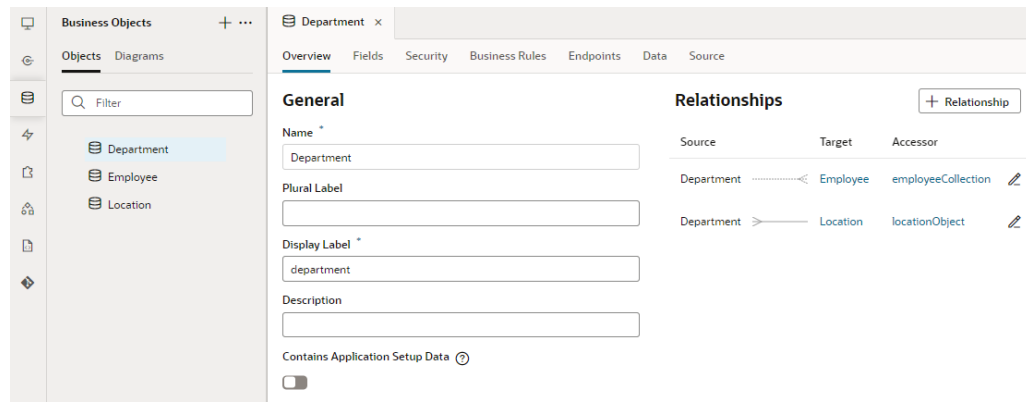 Business Objects
Objects Diagrams
Filter
Department
Employee
Location
Department ×
Overview Fields Security Business Rules Endpoints Data Source
General
Name *
Department
Plural Label
Display Label *
department
Description
Contains Application Setup Data ?
Relationships
+ Relationship
Source Target Accessor
Department Employee employeeCollection
Department Location locationObject